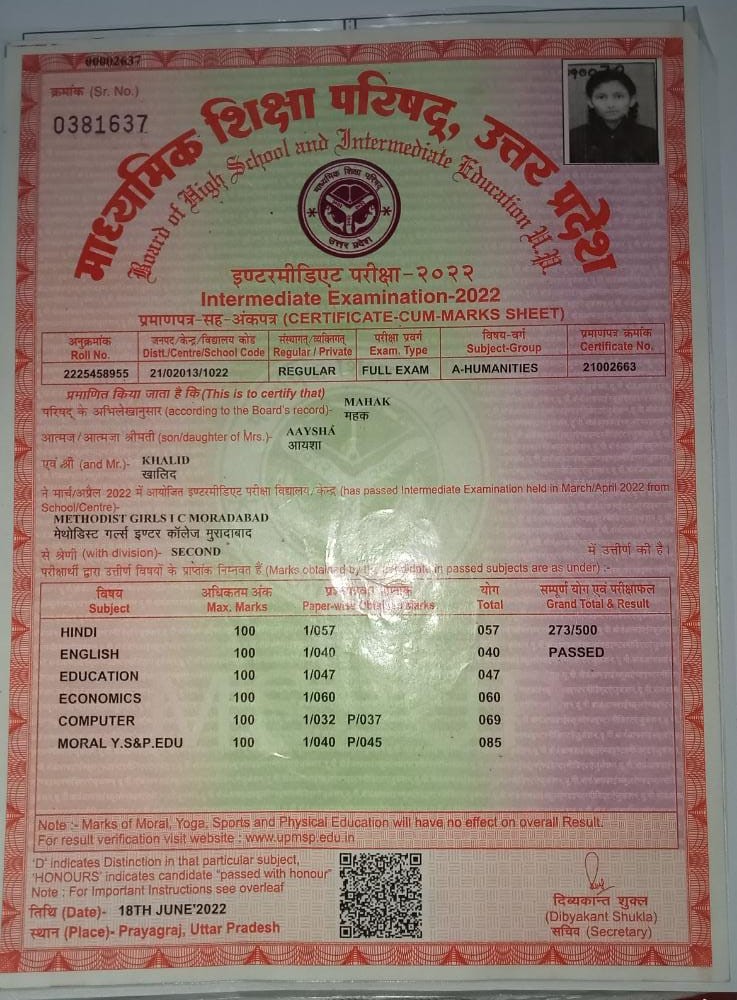 00002637
क्रमांक (Sr. No.)
0381637
माध्यमिक शिक्षा परिषद्, उत्तर प्रदेश
Board of High School and Intermediate Education U.P.
माध्यमिक शिक्षा परिषद्
उत्तर प्रदेश
इण्टरमीडिएट परीक्षा-२०२२
Intermediate Examination-2022
प्रमाणपत्र-सह-अंकपत्र (CERTIFICATE-CUM-MARKS SHEET)
अनुक्रमांक जनपद/केन्द्र/विद्यालय कोड संस्थागत/व्यक्तिगत परीक्षा प्रवर्ग विषय-वर्ग प्रमाणपत्र क्रमांक
Roll No. Distt./Centre/School Code Regular / Private Exam. Type Subject-Group Certificate No.
2225458955 21/02013/1022 REGULAR FULL EXAM A-HUMANITIES 21002663
प्रमाणित किया जाता है कि (This is to certify that)
परिषद् के अभिलेखानुसार (according to the Board's record)- MAHAK
महक
आत्मज/आत्मजा श्रीमती (son/daughter of Mrs.)- AAYSHA
आयशा
एवं श्री (and Mr.)- KHALID
खालिद
ने मार्च/अप्रैल 2022 में आयोजित इण्टरमीडिएट परीक्षा विद्यालय/केन्द्र (has passed Intermediate Examination held in March/April 2022 from
School/Centre)-
METHODIST GIRLS I C MORADABAD
मेथोडिस्ट गर्ल्स इण्टर कॉलेज मुरादाबाद
से श्रेणी (with division)- SECOND में उत्तीर्ण की है।
परीक्षार्थी द्वारा उत्तीर्ण विषयों के प्राप्तांक निम्नवत हैं (Marks obtained by the candidate in passed subjects are as under) :-
विषय अधिकतम अंक योग सम्पूर्ण योग एवं परीक्षाफल
Subject Max. Marks Paper-wise Obtained Marks Total Grand Total & Result
HINDI 100 1/057 057 273/500
ENGLISH 100 1/040 040 PASSED
EDUCATION 100 1/047 047
ECONOMICS 100 1/060 060
COMPUTER 100 1/032 P/037 069
MORAL Y.S&P.EDU 100 1/040 P/045 085
Note :- Marks of Moral, Yoga, Sports and Physical Education will have no effect on overall Result.
For result verification visit website : www.upmsp.edu.in
'D' indicates Distinction in that particular subject,
'HONOURS' indicates candidate "passed with honour"
Note : For Important Instructions see overleaf
तिथि (Date)- 18TH JUNE'2022
स्थान (Place)- Prayagraj, Uttar Pradesh
दिव्यकान्त शुक्ल
(Dibyakant Shukla)
सचिव (Secretary)